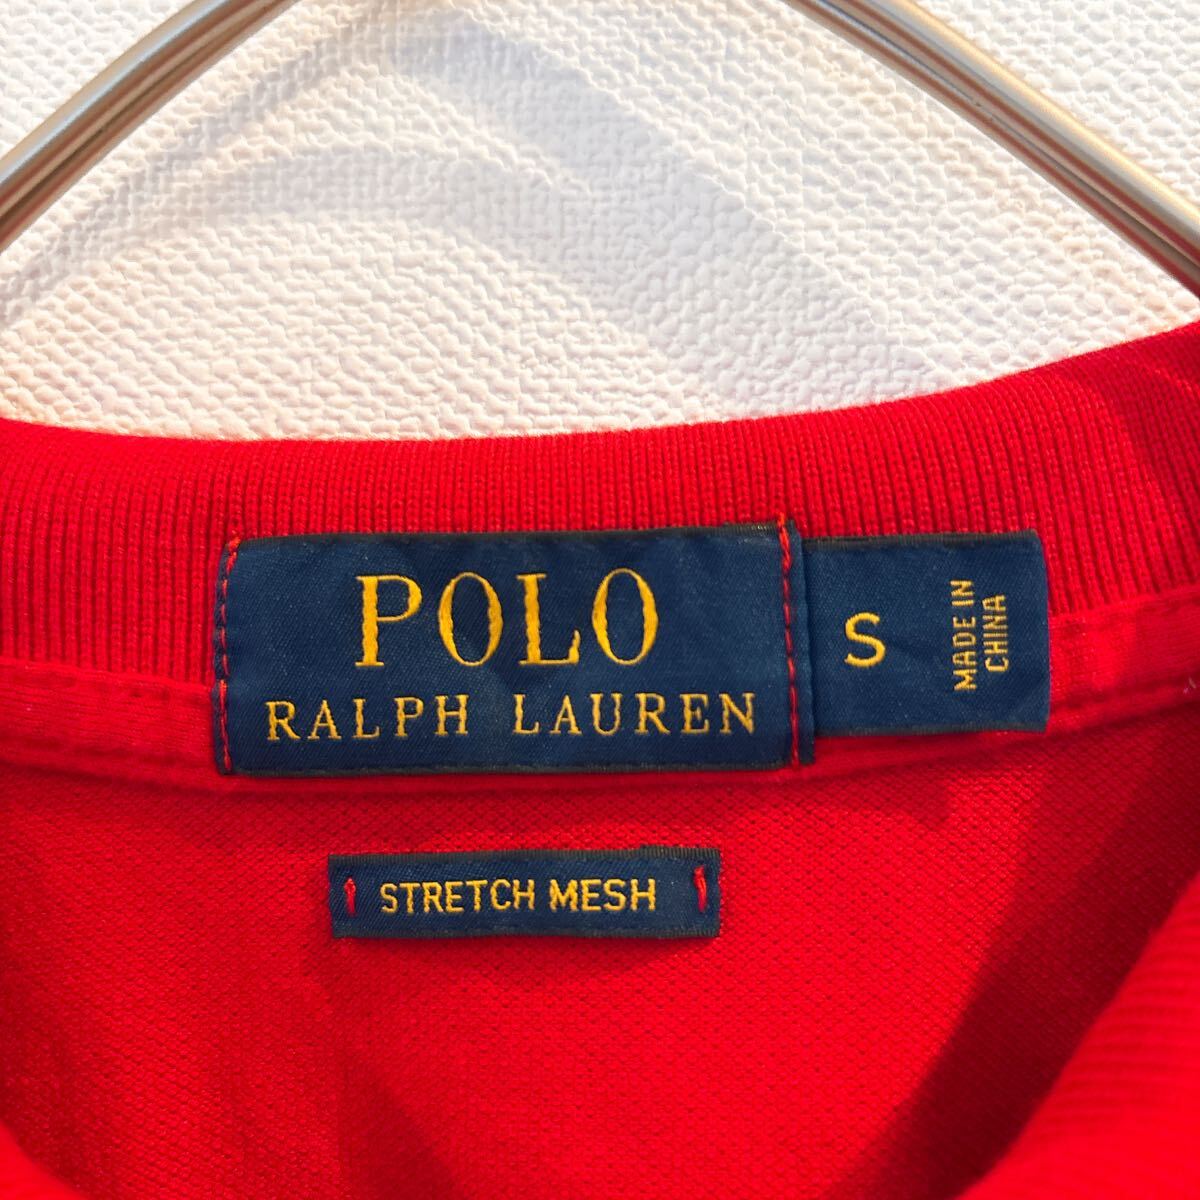 POLO
RALPH LAUREN
S
MADE IN
CHINA
STRETCH MESH